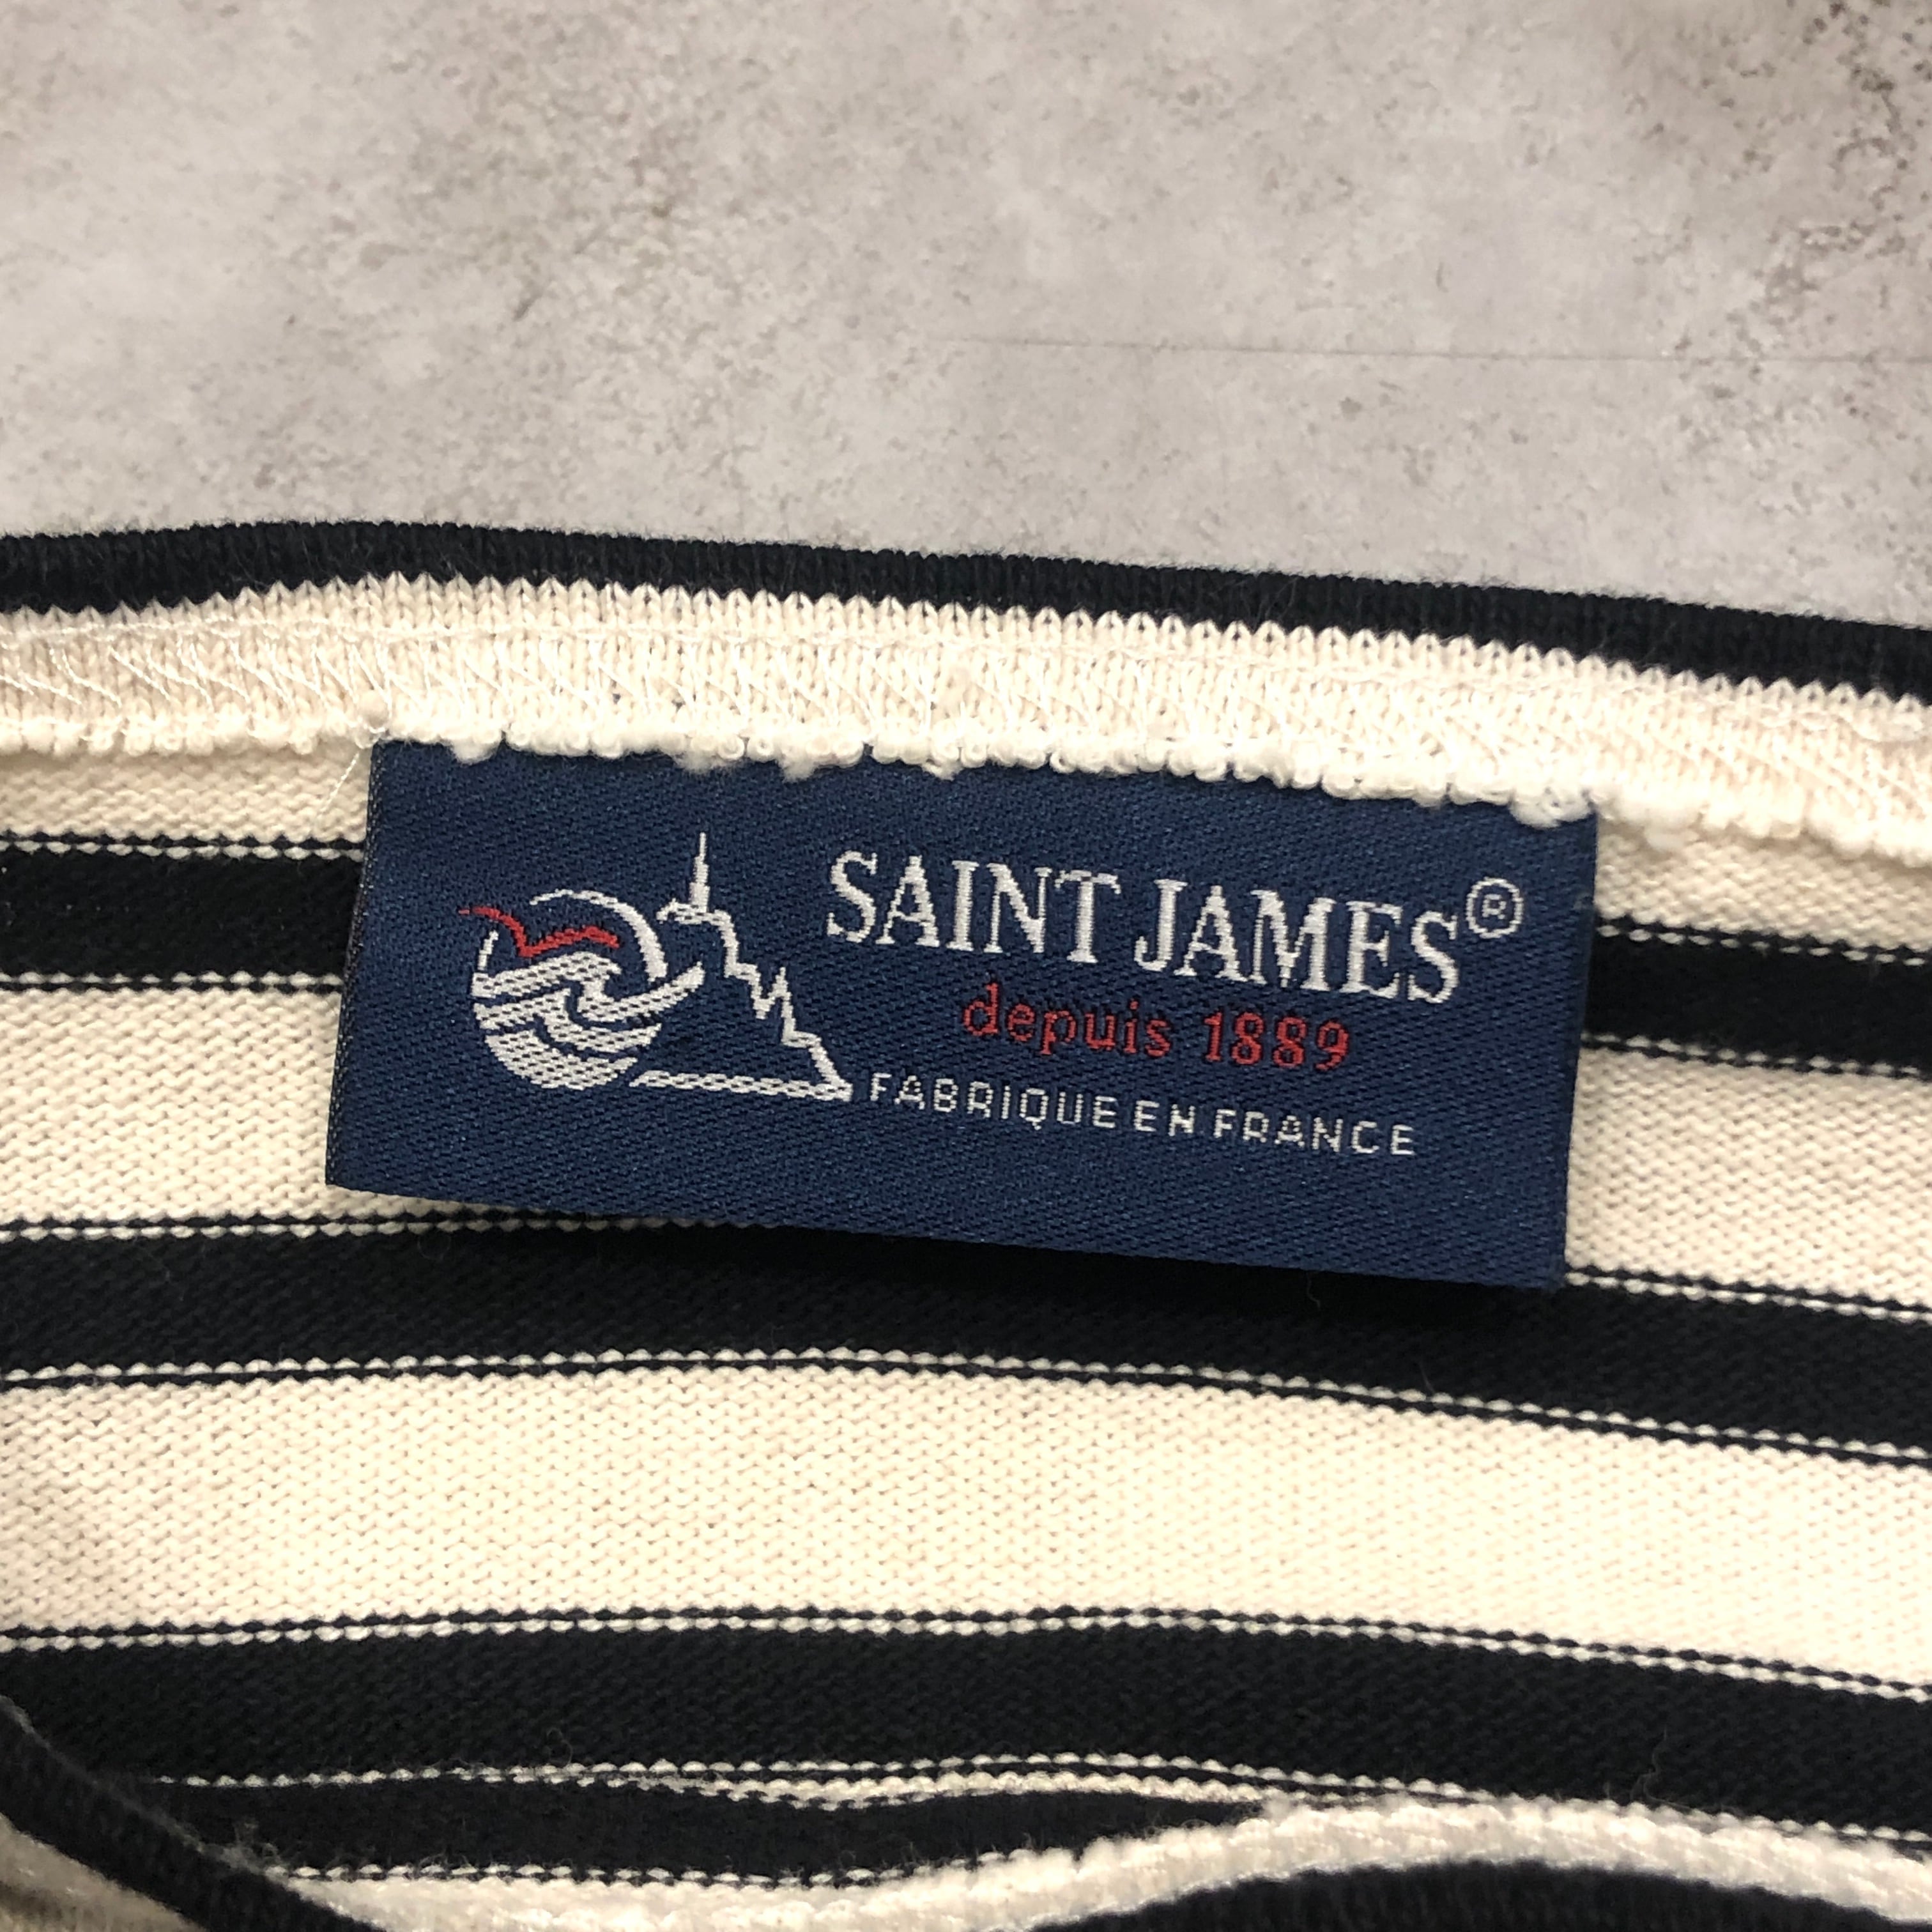 SAINT JAMES®
depuis 1889
FABRIQUE EN FRANCE